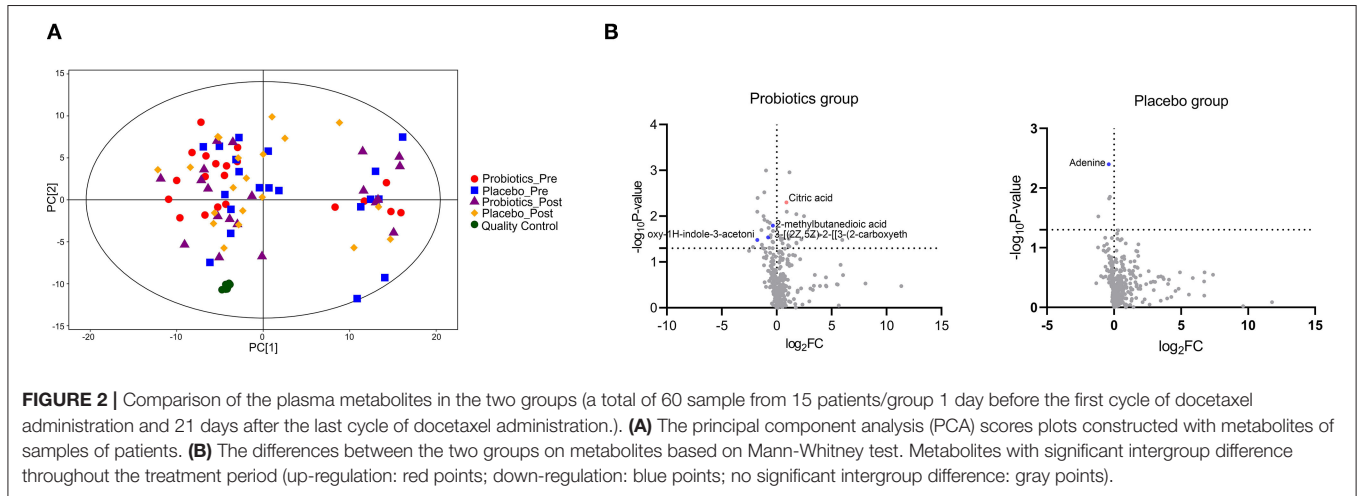 A
15
10
5
0
-5
-10
-15
PC[2]
-20
-10
0
10
20
PC[1]
Probiotics_Pre
Placebo_Pre
Probiotics_Post
Placebo_Post
Quality Control
B
Probiotics group
4
3
2
1
0
-log10P-value
Citric acid
2-methylbutanedioic acid
oxy-1H-indole-3-acetoni
3-[(2Z,5Z)-2-[[3-(2-carboxyeth
-10
-5
0
5
10
15
log2FC
Placebo group
3
2
1
0
-log10P-value
Adenine
-5
0
5
10
15
log2FC
FIGURE 2 | Comparison of the plasma metabolites in the two groups (a total of 60 sample from 15 patients/group 1 day before the first cycle of docetaxel
administration and 21 days after the last cycle of docetaxel administration.). (A) The principal component analysis (PCA) scores plots constructed with metabolites of
samples of patients. (B) The differences between the two groups on metabolites based on Mann-Whitney test. Metabolites with significant intergroup difference
throughout the treatment period (up-regulation: red points; down-regulation: blue points; no significant intergroup difference: gray points).